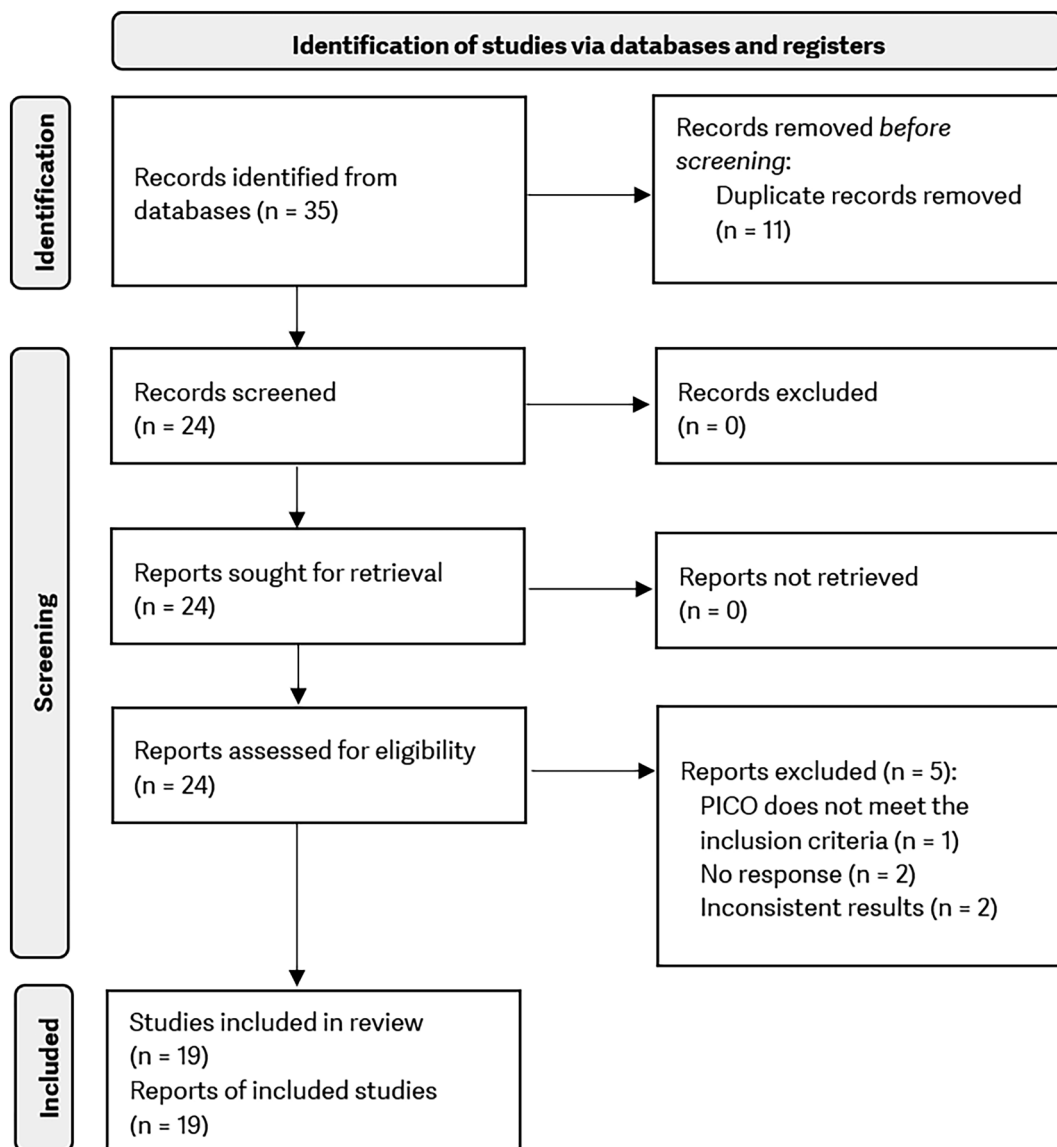 Identification of studies via databases and registers
Identification
Records identified from
databases (n = 35)
Records removed before
screening:
Duplicate records removed
(n = 11)
Screening
Records screened
(n = 24)
Records excluded
(n = 0)
Reports sought for retrieval
(n = 24)
Reports not retrieved
(n = 0)
Reports assessed for eligibility
(n = 24)
Reports excluded (n = 5):
PICO does not meet the
inclusion criteria (n = 1)
No response (n = 2)
Inconsistent results (n = 2)
Included
Studies included in review
(n = 19)
Reports of included studies
(n = 19)